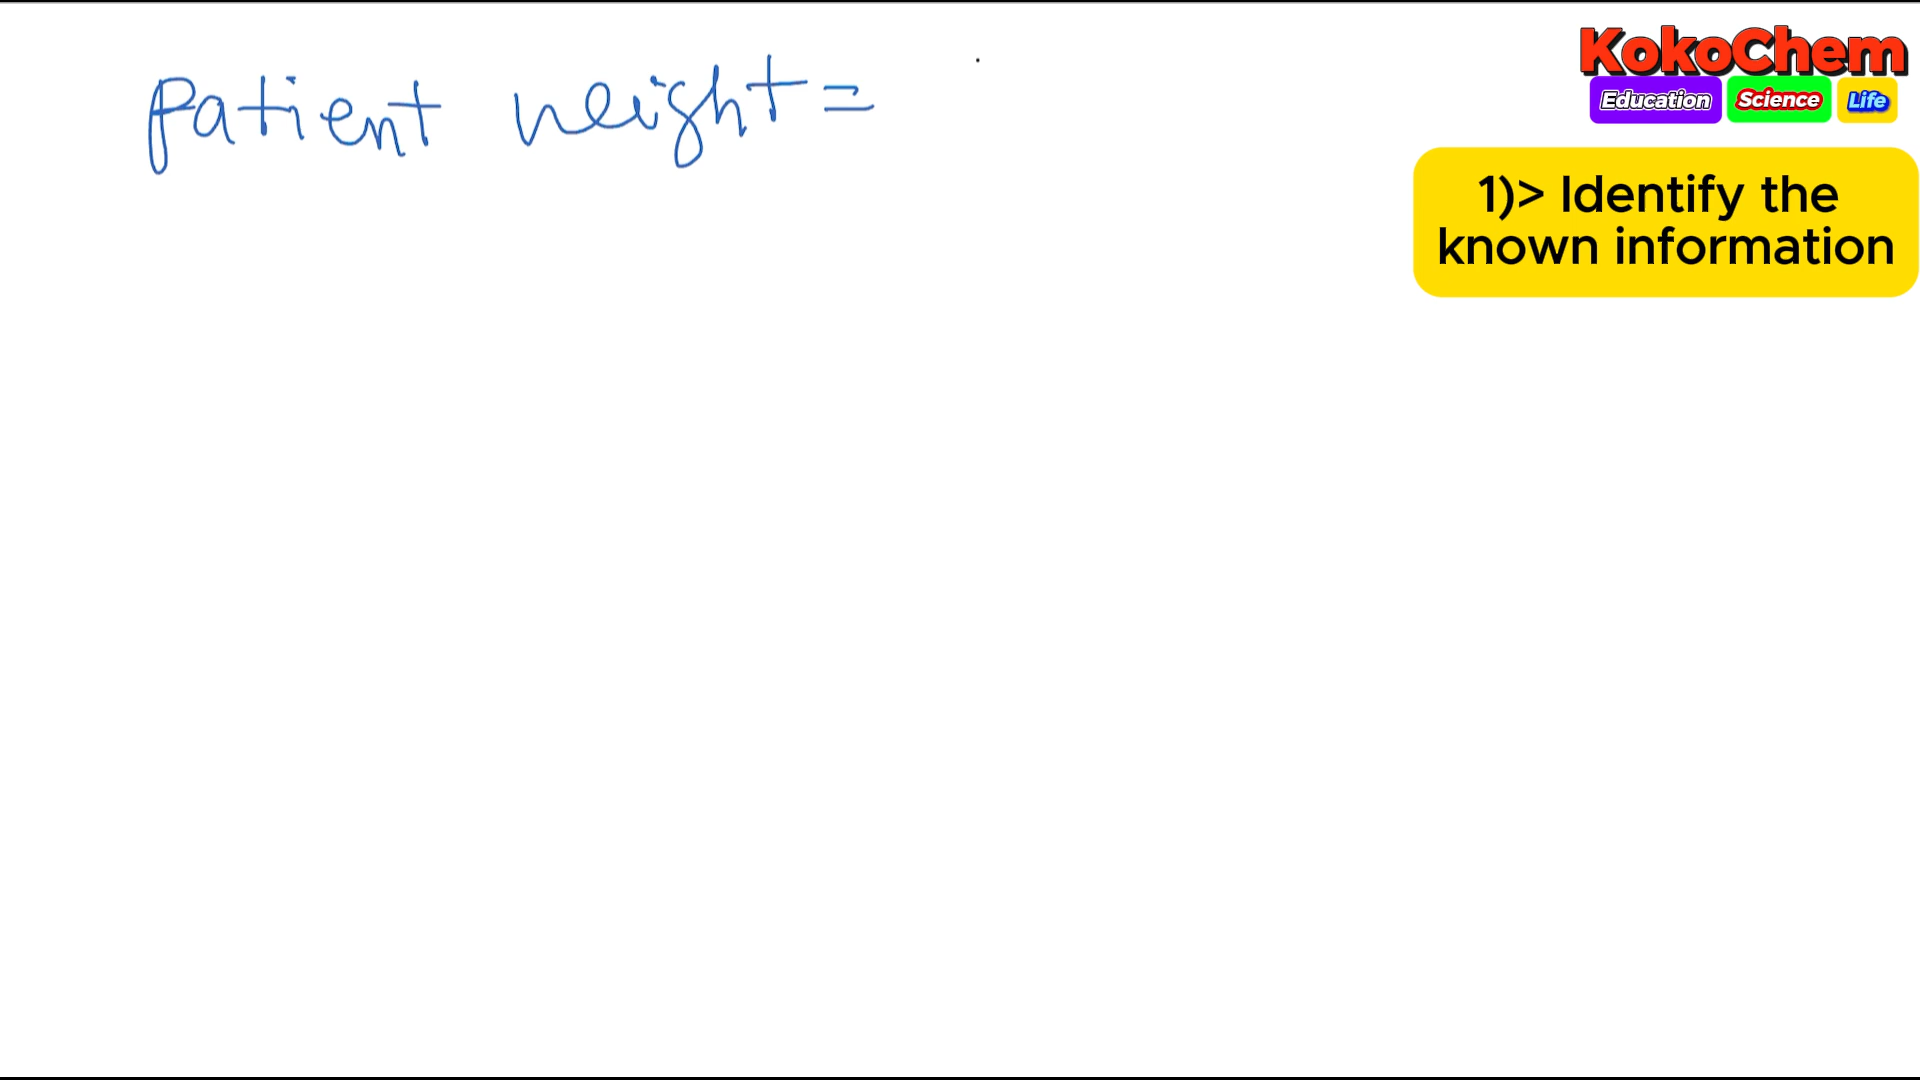 patient weight =
KokoChem
Education Science Life
1)> Identify the
known information